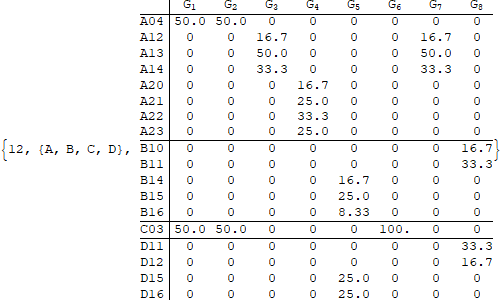 G1 G2 G3 G4 G5 G6 G7 G8
A04 50.0 50.0 0 0 0 0 0 0
A12 0 0 16.7 0 0 0 16.7 0
A13 0 0 50.0 0 0 0 50.0 0
A14 0 0 33.3 0 0 0 33.3 0
A20 0 0 0 16.7 0 0 0 0
A21 0 0 0 25.0 0 0 0 0
A22 0 0 0 33.3 0 0 0 0
A23 0 0 0 25.0 0 0 0 0
{12, {A, B, C, D}, B10 0 0 0 0 0 0 0 16.7}
B11 0 0 0 0 0 0 0 33.3
B14 0 0 0 0 16.7 0 0 0
B15 0 0 0 0 25.0 0 0 0
B16 0 0 0 0 8.33 0 0 0
C03 50.0 50.0 0 0 0 100. 0 0
D11 0 0 0 0 0 0 0 33.3
D12 0 0 0 0 0 0 0 16.7
D15 0 0 0 0 25.0 0 0 0
D16 0 0 0 0 25.0 0 0 0